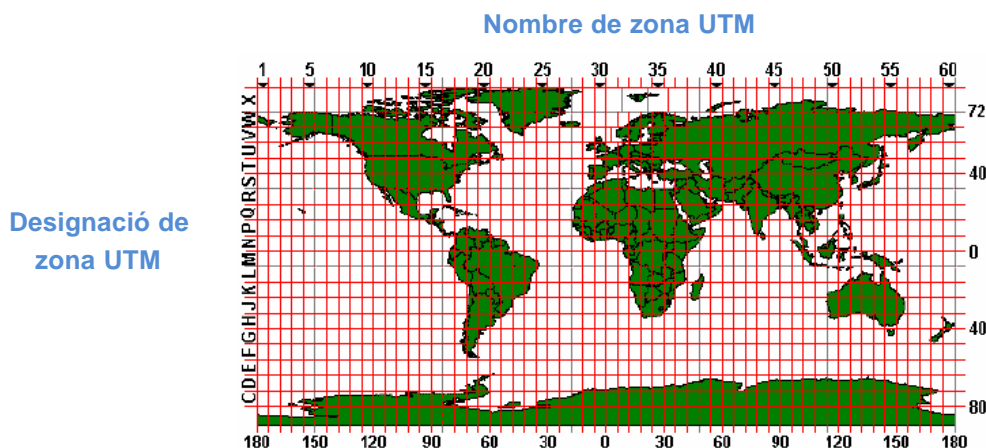 Nombre de zona UTM
1 5 10 15 20 25 30 35 40 45 50 55 60
Designació de
zona UTM
C D E F G H J K L M N P Q R S T U V W X
72
40
0
40
80
180 150 120 90 60 30 0 30 60 90 120 150 180